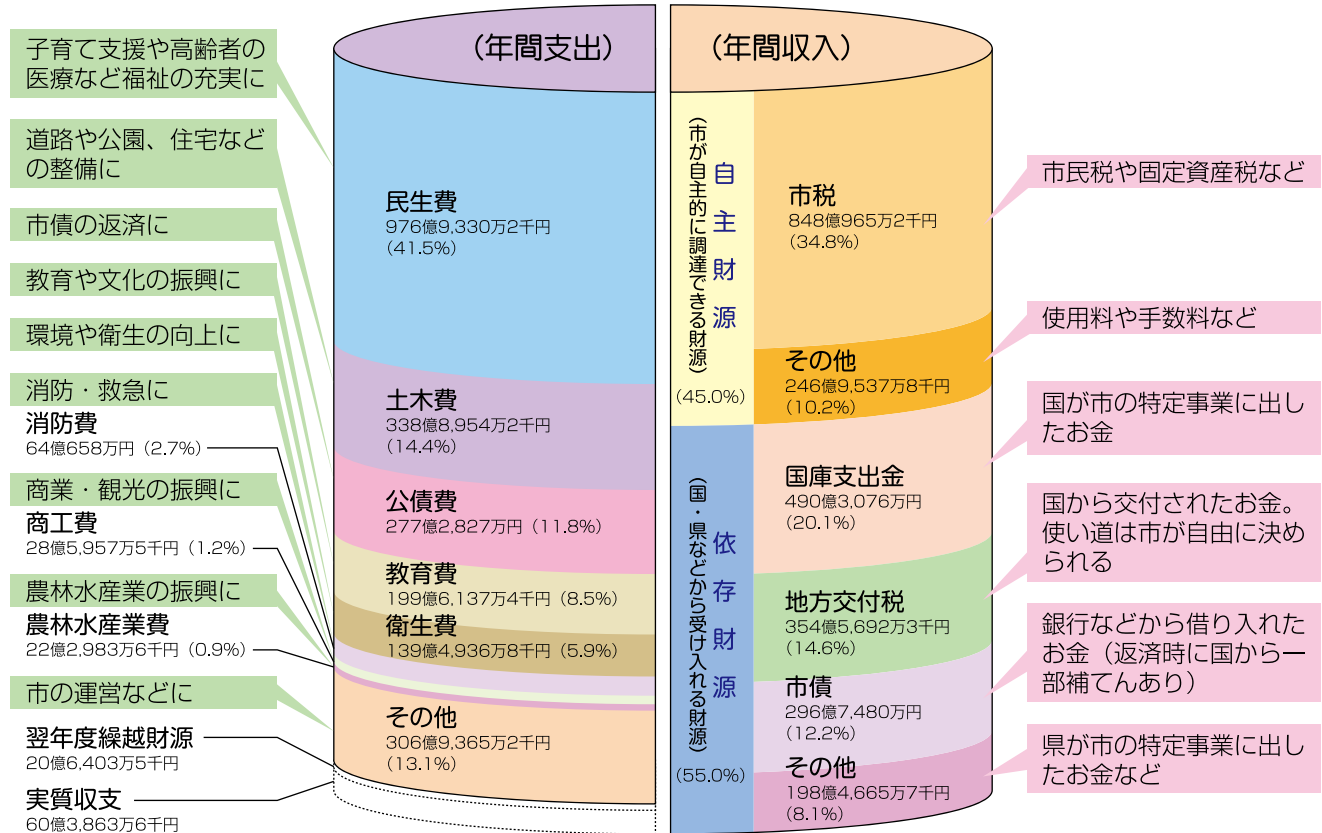 (年間支出)
(年間収入)
子育て支援や高齢者の
医療など福祉の充実に
道路や公園、住宅など
の整備に
市債の返済に
教育や文化の振興に
環境や衛生の向上に
消防・救急に
消防費
64億658万円(2.7%)
商業・観光の振興に
商工費
28億5,957万5千円(1.2%)
農林水産業の振興に
農林水産業費
22億2,983万6千円(0.9%)
市の運営などに
翌年度繰越財源
20億6,403万5千円
実質収支
60億3,863万6千円
民生費
976億9,330万2千円
(41.5%)
土木費
338億8,954万2千円
(14.4%)
公債費
277億2,827万円(11.8%)
教育費
199億6,137万4千円(8.5%)
衛生費
139億4,936万8千円(5.9%)
その他
306億9,365万2千円
(13.1%)
自主財源
(市が自主的に調達できる財源)
(45.0%)
依存財源
(国・県などから受け入れる財源)
(55.0%)
市税
848億965万2千円
(34.8%)
その他
246億9,537万8千円
(10.2%)
国庫支出金
490億3,076万円
(20.1%)
地方交付税
354億5,692万3千円
(14.6%)
市債
296億7,480万円
(12.2%)
その他
198億4,665万7千円
(8.1%)
市民税や固定資産税など
使用料や手数料など
国が市の特定事業に出し
たお金
国から交付されたお金。
使い道は市が自由に決め
られる
銀行などから借り入れた
お金(返済時に国から一
部補てんあり)
県が市の特定事業に出し
たお金など